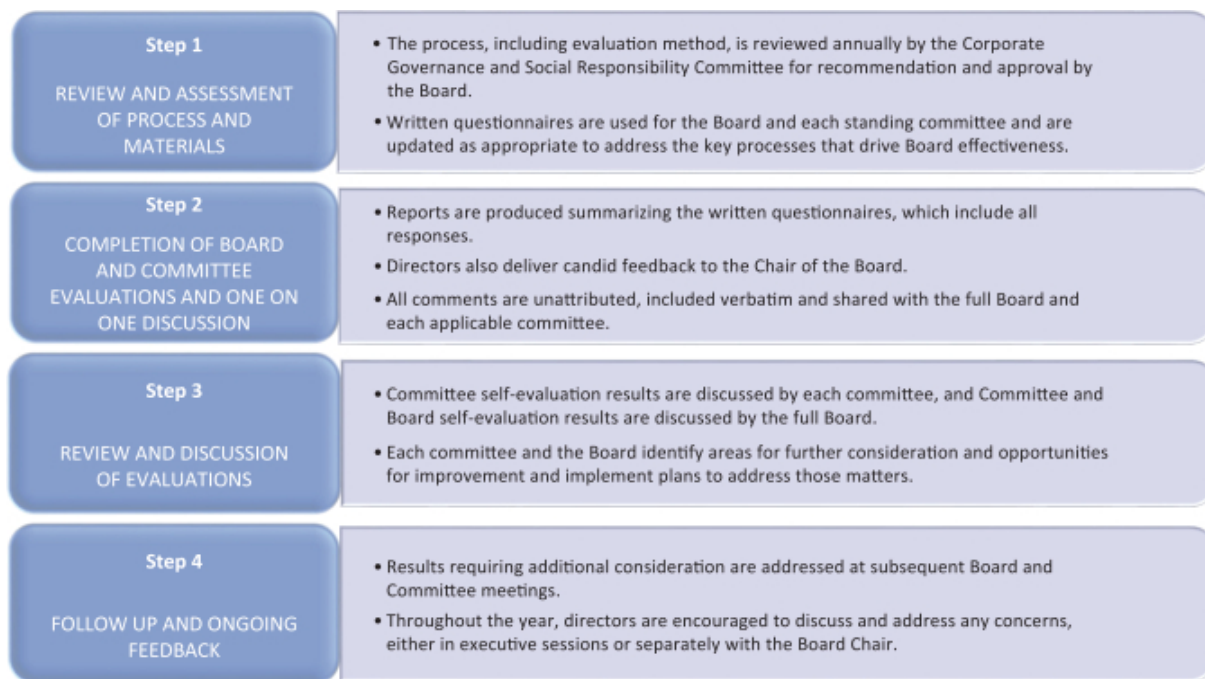 Step 1
REVIEW AND ASSESSMENT
OF PROCESS AND
MATERIALS
• The process, including evaluation method, is reviewed annually by the Corporate
Governance and Social Responsibility Committee for recommendation and approval by
the Board.
• Written questionnaires are used for the Board and each standing committee and are
updated as appropriate to address the key processes that drive Board effectiveness.
Step 2
COMPLETION OF BOARD
AND COMMITTEE
EVALUATIONS AND ONE ON
ONE DISCUSSION
• Reports are produced summarizing the written questionnaires, which include all
responses.
• Directors also deliver candid feedback to the Chair of the Board.
• All comments are unattributed, included verbatim and shared with the full Board and
each applicable committee.
Step 3
REVIEW AND DISCUSSION
OF EVALUATIONS
• Committee self-evaluation results are discussed by each committee, and Committee and
Board self-evaluation results are discussed by the full Board.
• Each committee and the Board identify areas for further consideration and opportunities
for improvement and implement plans to address those matters.
Step 4
FOLLOW UP AND ONGOING
FEEDBACK
• Results requiring additional consideration are addressed at subsequent Board and
Committee meetings.
• Throughout the year, directors are encouraged to discuss and address any concerns,
either in executive sessions or separately with the Board Chair.